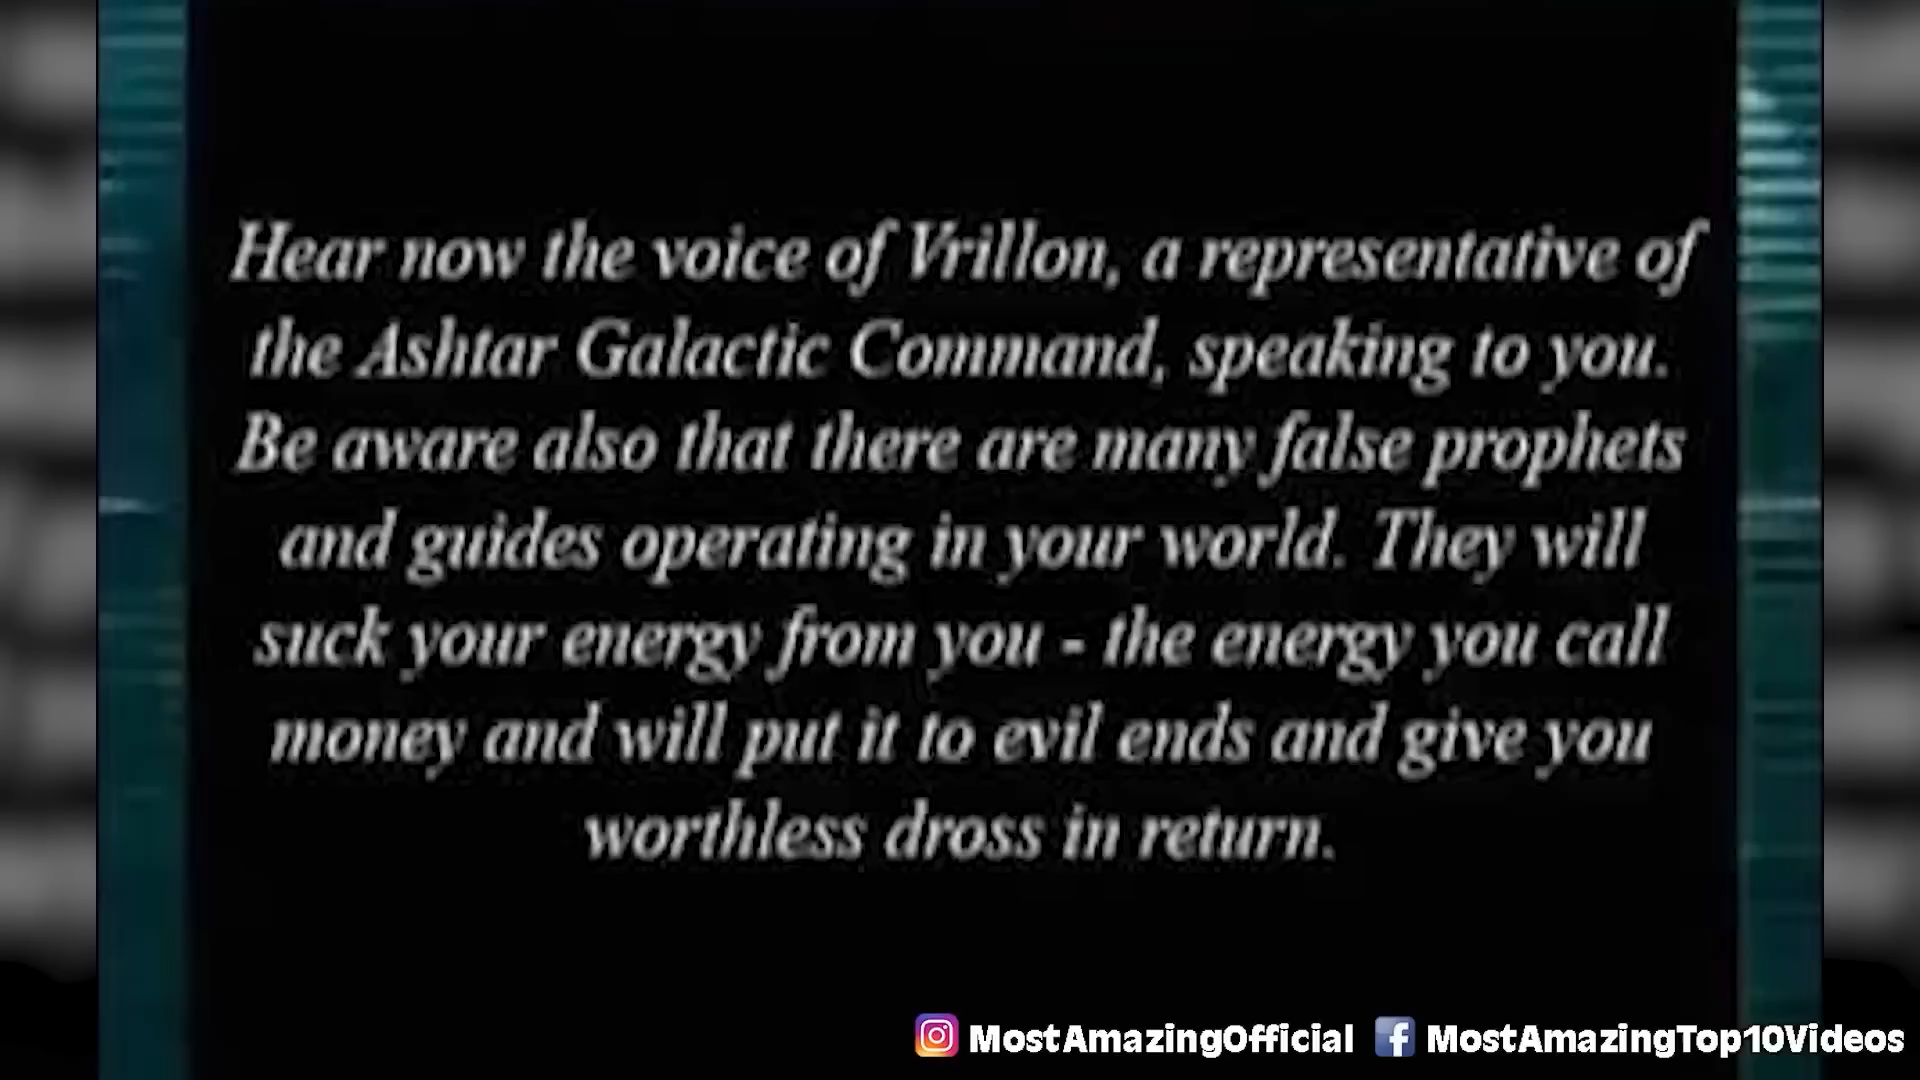 Hear now the voice of Vrillon, a representative of
the Ashtar Galactic Command, speaking to you.
Be aware also that there are many false prophets
and guides operating in your world. They will
suck your energy from you - the energy you call
money and will put it to evil ends and give you
worthless dross in return.
MostAmazingOfficial MostAmazingTop10Videos